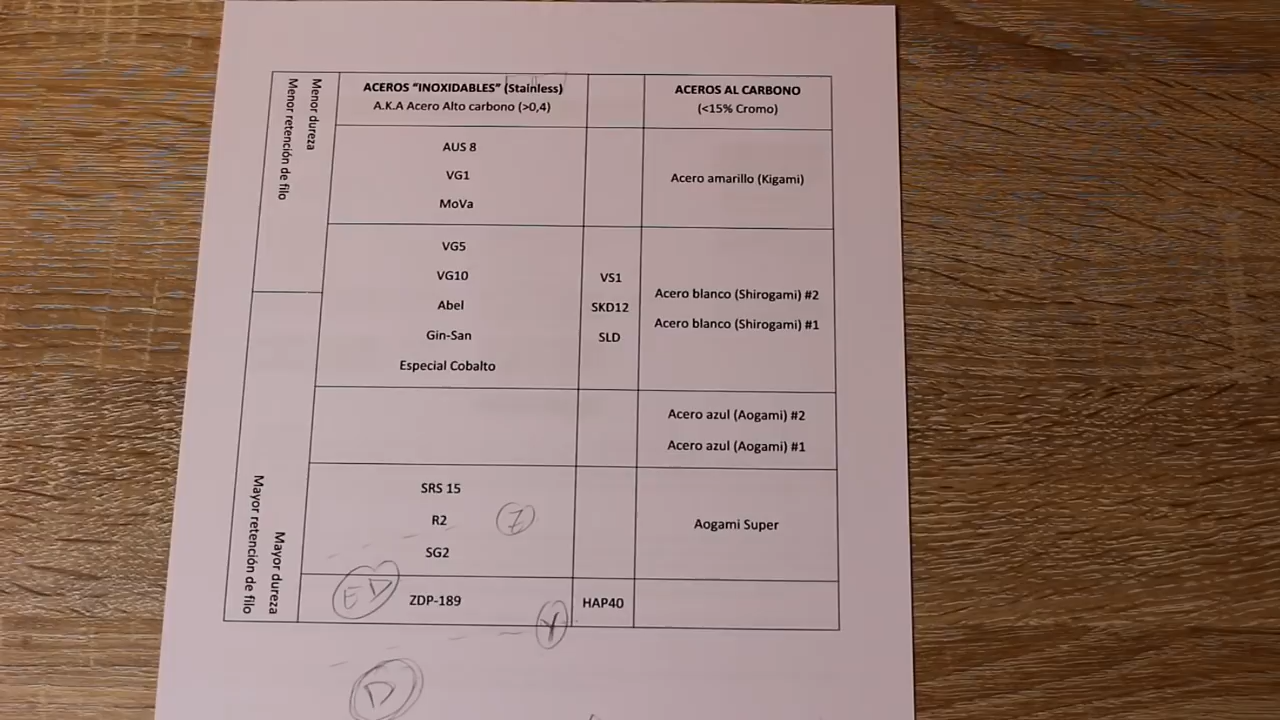 Menor dureza
Menor retención de filo
ACEROS “INOXIDABLES” (Stainless)
A.K.A Acero Alto carbono (>0,4)
ACEROS AL CARBONO
(<15% Cromo)
AUS 8
VG1
MoVa
Acero amarillo (Kigami)
VG5
VG10
Abel
Gin-San
Especial Cobalto
VS1
SKD12
SLD
Acero blanco (Shirogami) #2
Acero blanco (Shirogami) #1
Acero azul (Aogami) #2
Acero azul (Aogami) #1
Mayor dureza
Mayor retención de filo
SRS 15
R2
SG2
Aogami Super
ED
ZDP-189
Y
HAP40
D